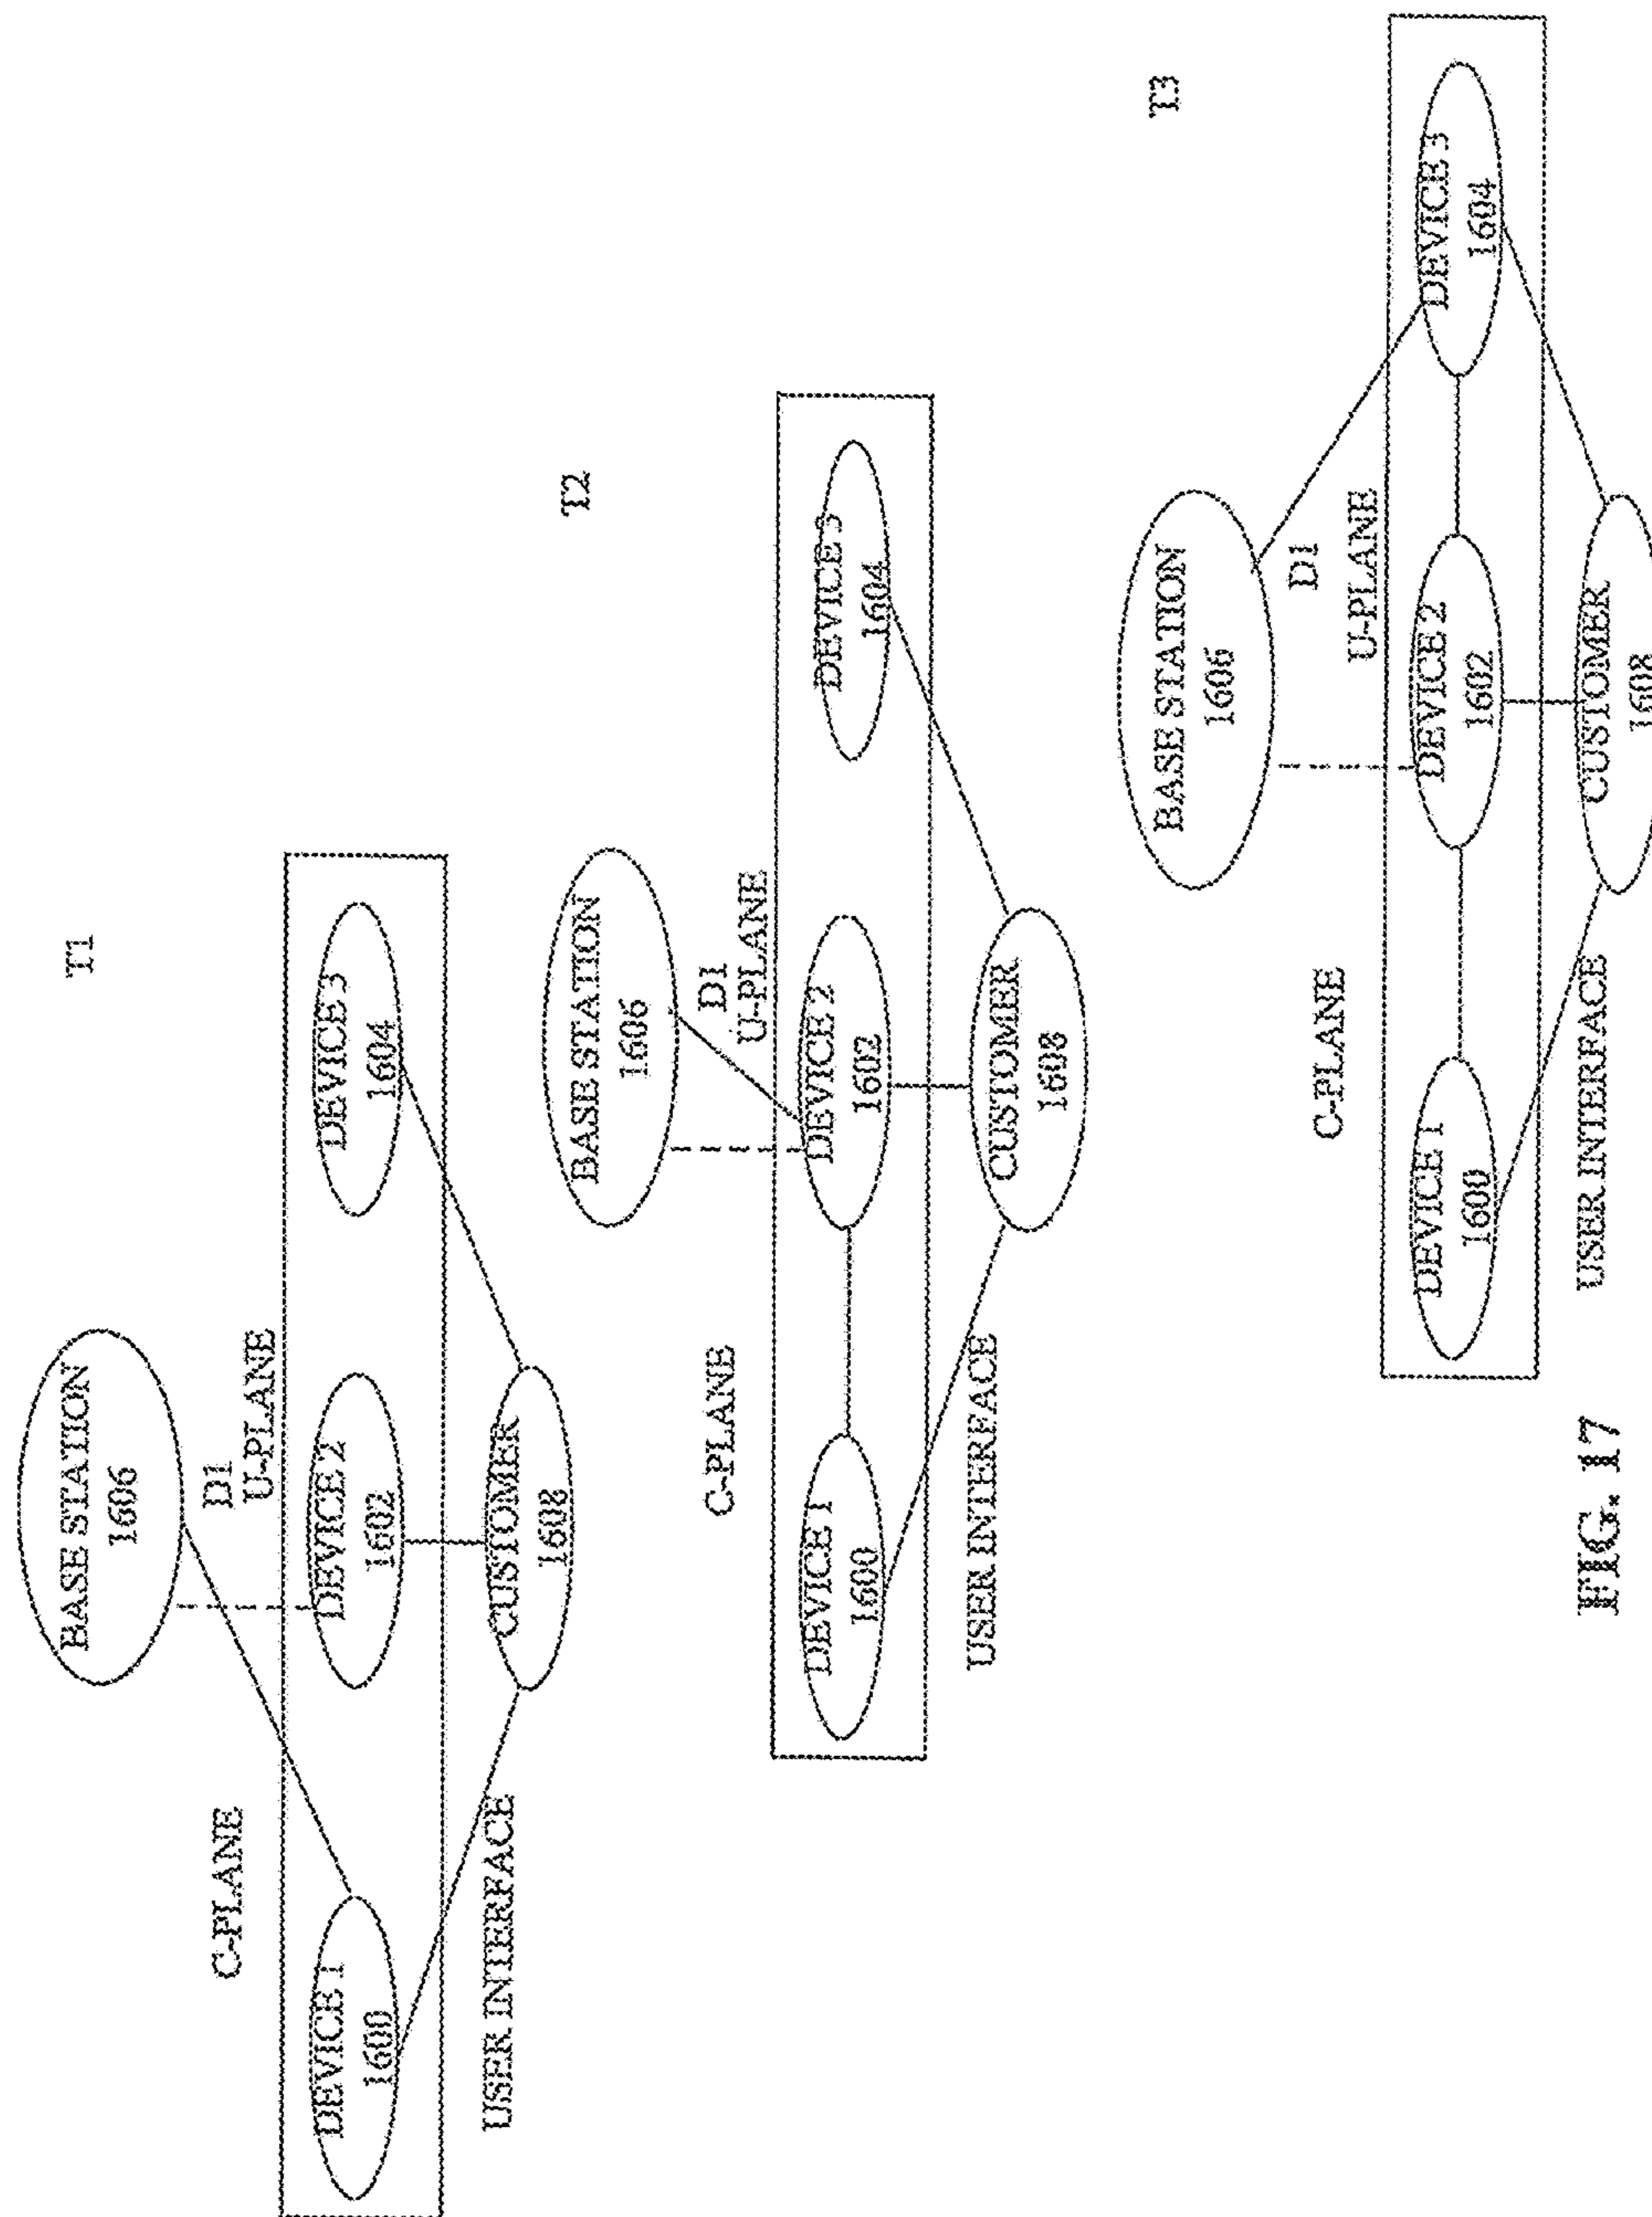 T1
BASE STATION
1606
C-PLANE
D1
U-PLANE
DEVICE 1
1600
DEVICE 2
1602
DEVICE 3
1604
USER INTERFACE
CUSTOMER
1608
T2
BASE STATION
1606
C-PLANE
D1
U-PLANE
DEVICE 1
1600
DEVICE 2
1602
DEVICE 3
1604
USER INTERFACE
CUSTOMER
1608
T3
BASE STATION
1606
C-PLANE
D1
U-PLANE
DEVICE 1
1600
DEVICE 2
1602
DEVICE 3
1604
USER INTERFACE
CUSTOMER
1608
FIG. 17